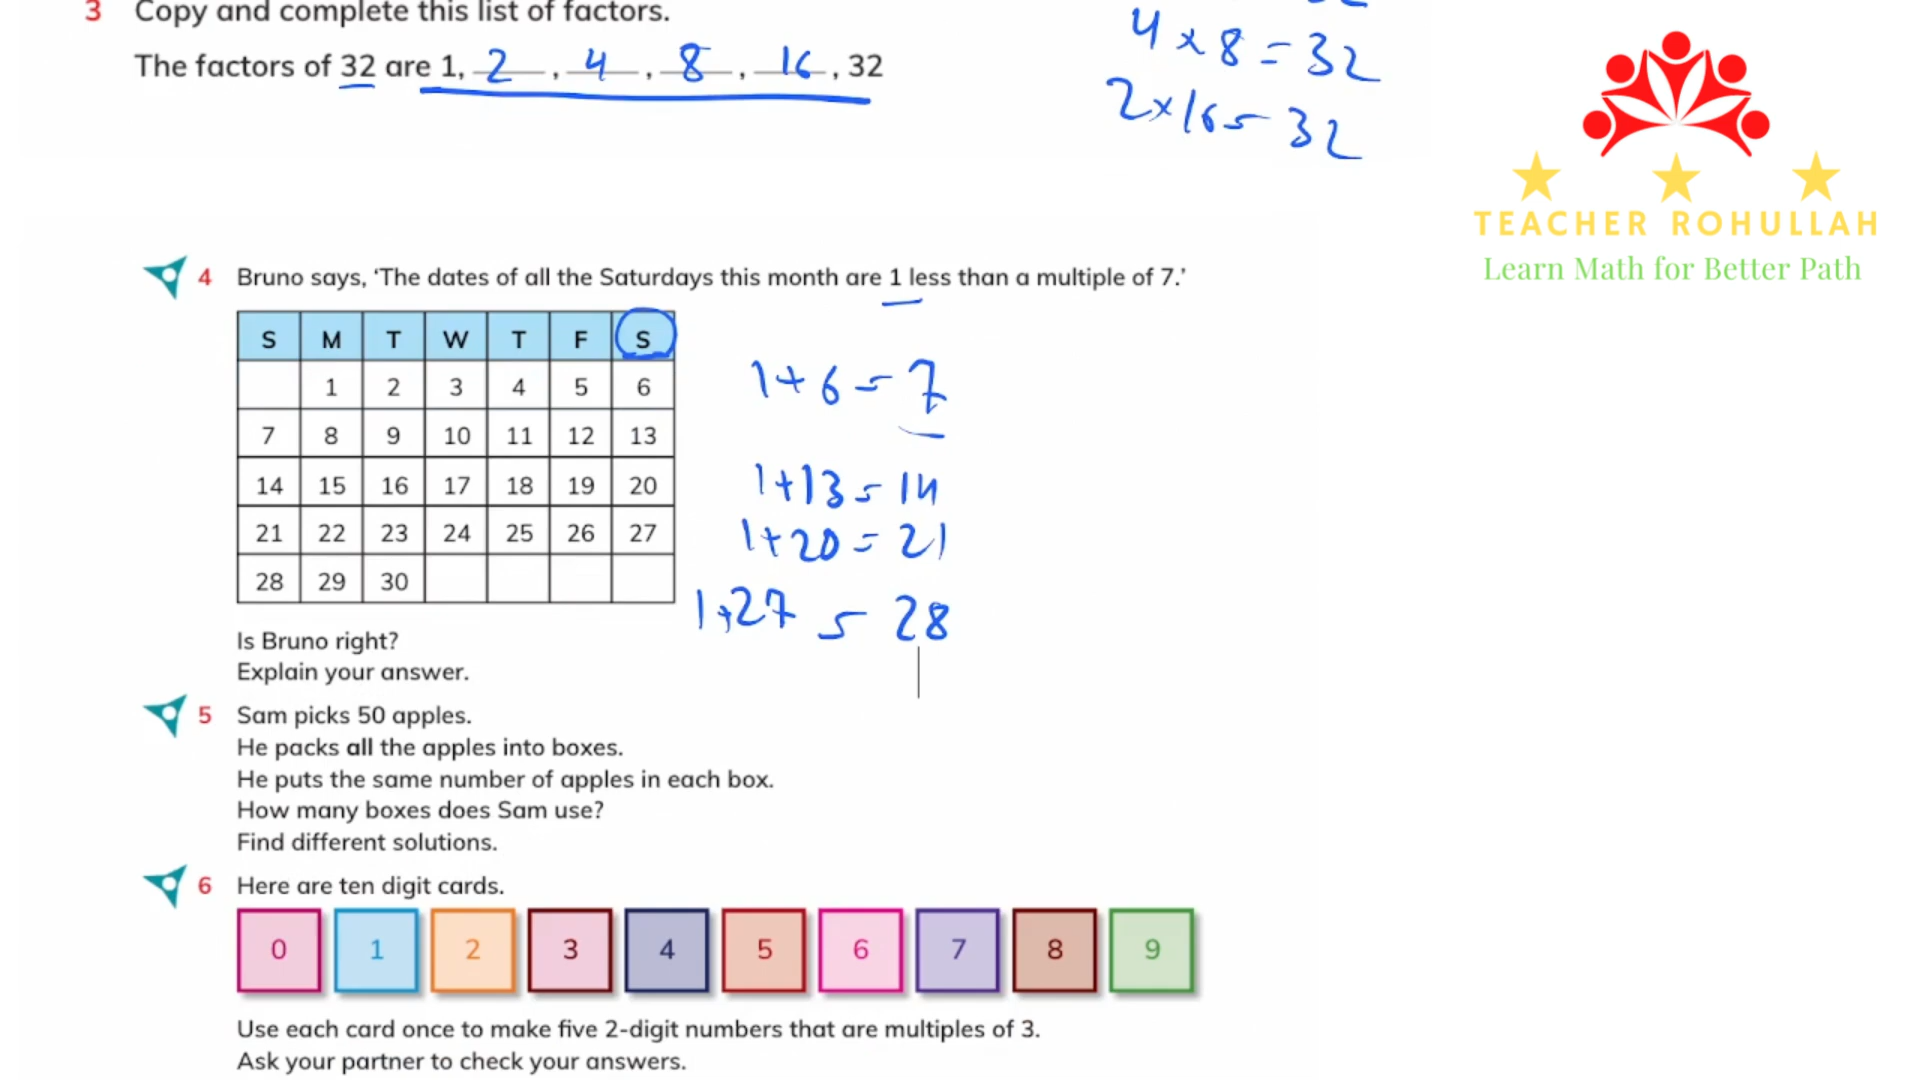 3 Copy and complete this list of factors.
The factors of 32 are 1, 2, 4, 8, 16, 32
4 × 8 = 32
2 × 16 = 32
TEACHER ROHULLAH
Learn Math for Better Path
4 Bruno says, ‘The dates of all the Saturdays this month are 1 less than a multiple of 7.’
S M T W T F S
1 2 3 4 5 6
7 8 9 10 11 12 13
14 15 16 17 18 19 20
21 22 23 24 25 26 27
28 29 30
1+6=7
1+13=14
1+20=21
1+27=28
Is Bruno right?
Explain your answer.
5 Sam picks 50 apples.
He packs all the apples into boxes.
He puts the same number of apples in each box.
How many boxes does Sam use?
Find different solutions.
6 Here are ten digit cards.
0 1 2 3 4 5 6 7 8 9
Use each card once to make five 2-digit numbers that are multiples of 3.
Ask your partner to check your answers.